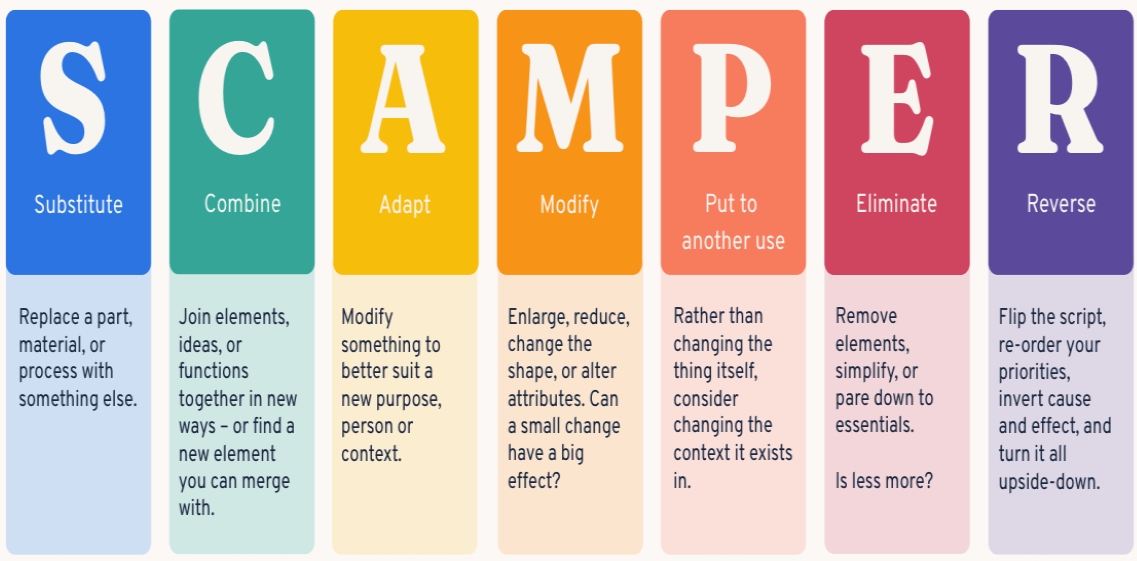 S
Substitute
Replace a part,
material, or
process with
something else.
C
Combine
Join elements,
ideas, or
functions
together in new
ways – or find a
new element
you can merge
with.
A
Adapt
Modify
something to
better suit a
new purpose,
person or
context.
M
Modify
Enlarge, reduce,
change the
shape, or alter
attributes. Can
a small change
have a big
effect?
P
Put to
another use
Rather than
changing the
thing itself,
consider
changing the
context it exists
in.
E
Eliminate
Remove
elements,
simplify, or
pare down to
essentials.
Is less more?
R
Reverse
Flip the script,
re-order your
priorities,
invert cause
and effect, and
turn it all
upside-down.